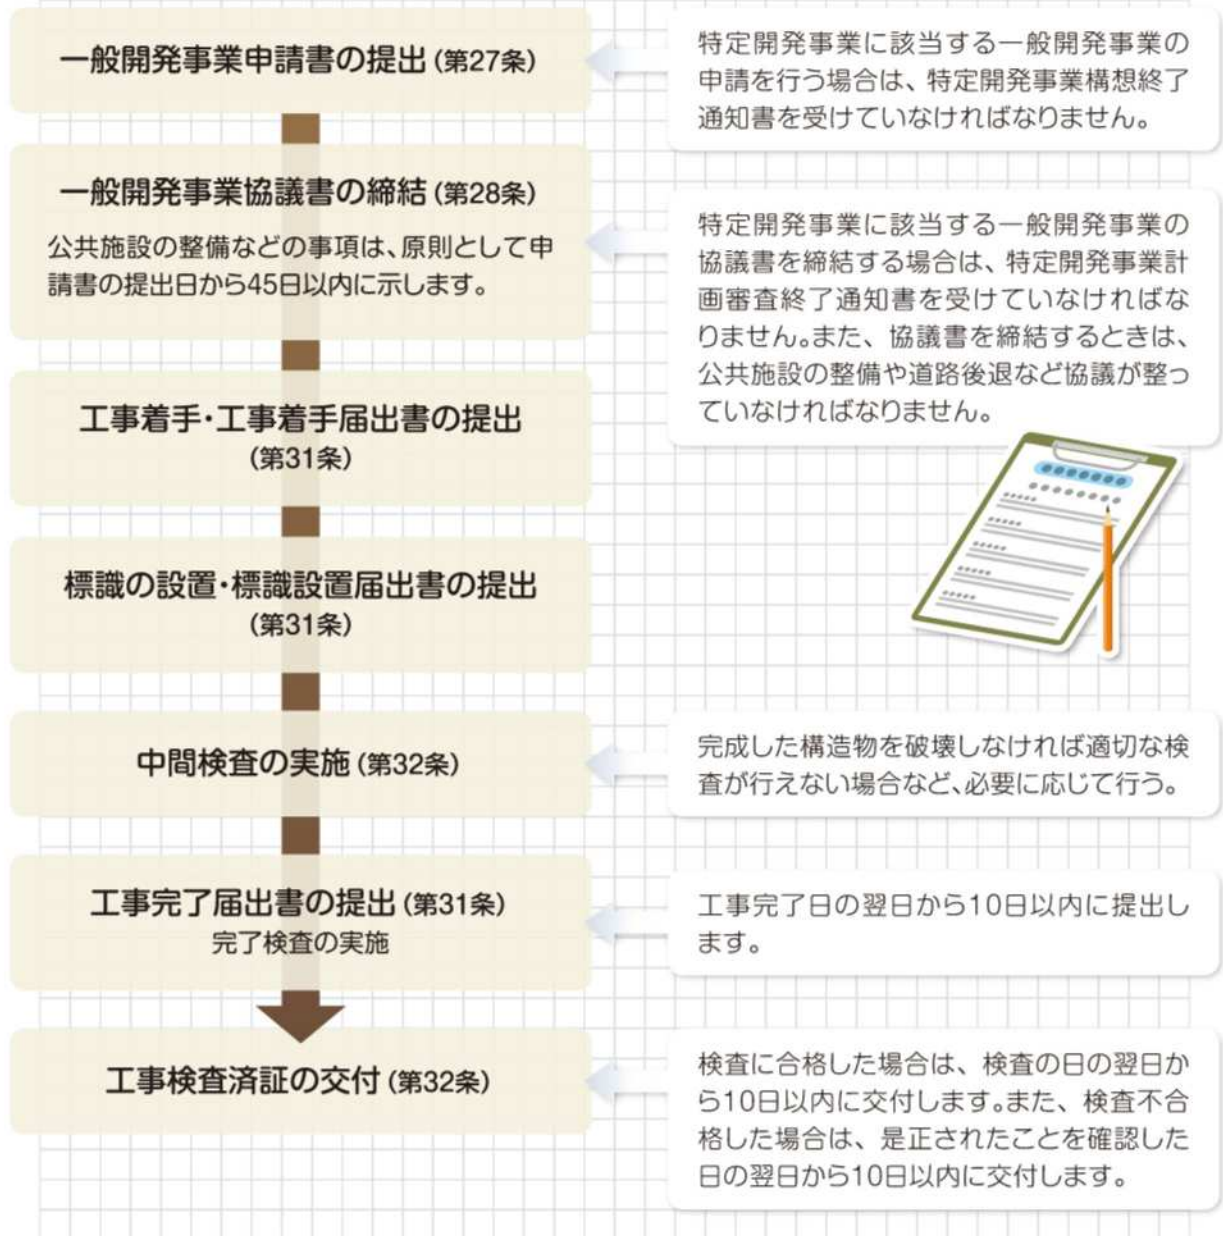 一般開発事業申請書の提出(第27条)
特定開発事業に該当する一般開発事業の
申請を行う場合は、特定開発事業構想終了
通知書を受けていなければなりません。
一般開発事業協議書の締結(第28条)
公共施設の整備などの事項は、原則として申
請書の提出日から45日以内に示します。
特定開発事業に該当する一般開発事業の
協議書を締結する場合は、特定開発事業計
画審査終了通知書を受けていなければな
りません。また、協議書を締結するときは、
公共施設の整備や道路後退など協議が整っ
ていなければなりません。
工事着手・工事着手届出書の提出
(第31条)
標識の設置・標識設置届出書の提出
(第31条)
中間検査の実施(第32条)
完成した構造物を破壊しなければ適切な検
査が行えない場合など、必要に応じて行う。
工事完了届出書の提出(第31条)
完了検査の実施
工事完了日の翌日から10日以内に提出し
ます。
工事検査済証の交付(第32条)
検査に合格した場合は、検査の日の翌日か
ら10日以内に交付します。また、検査不合
格した場合は、是正されたことを確認した
日の翌日から10日以内に交付します。